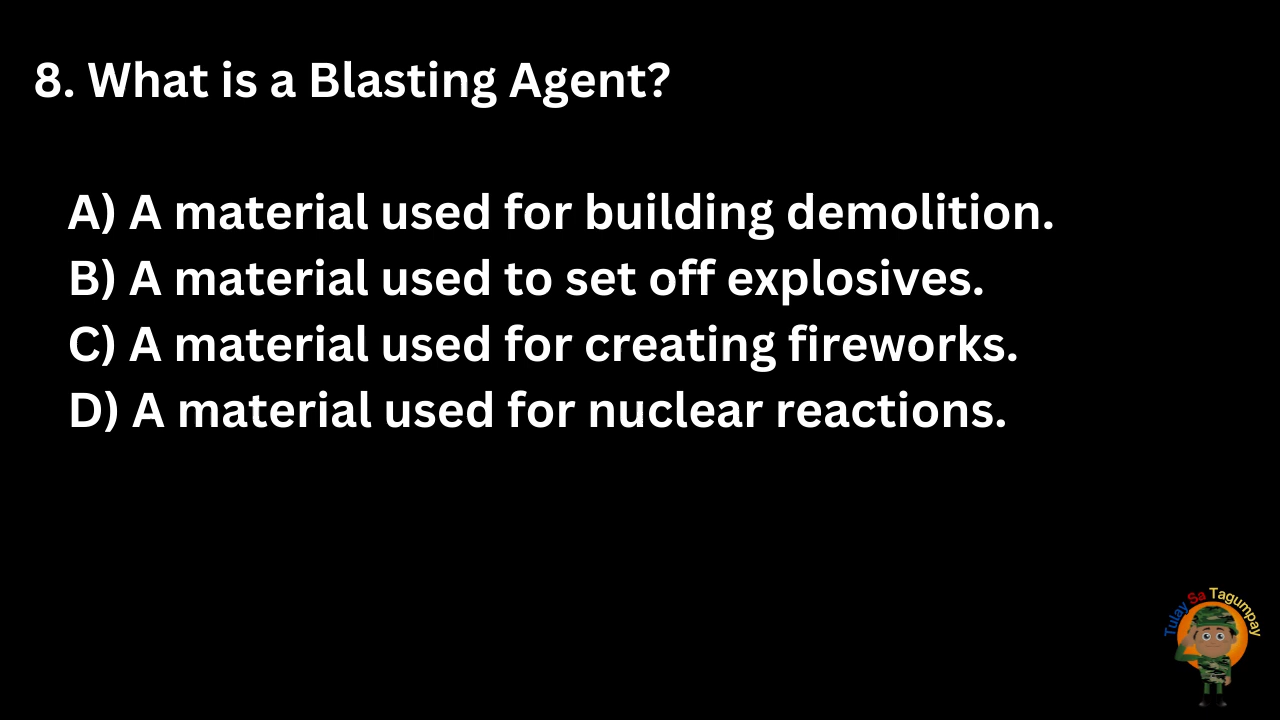 8. What is a Blasting Agent?
A) A material used for building demolition.
B) A material used to set off explosives.
C) A material used for creating fireworks.
D) A material used for nuclear reactions.
Tulay Sa Tagumpay